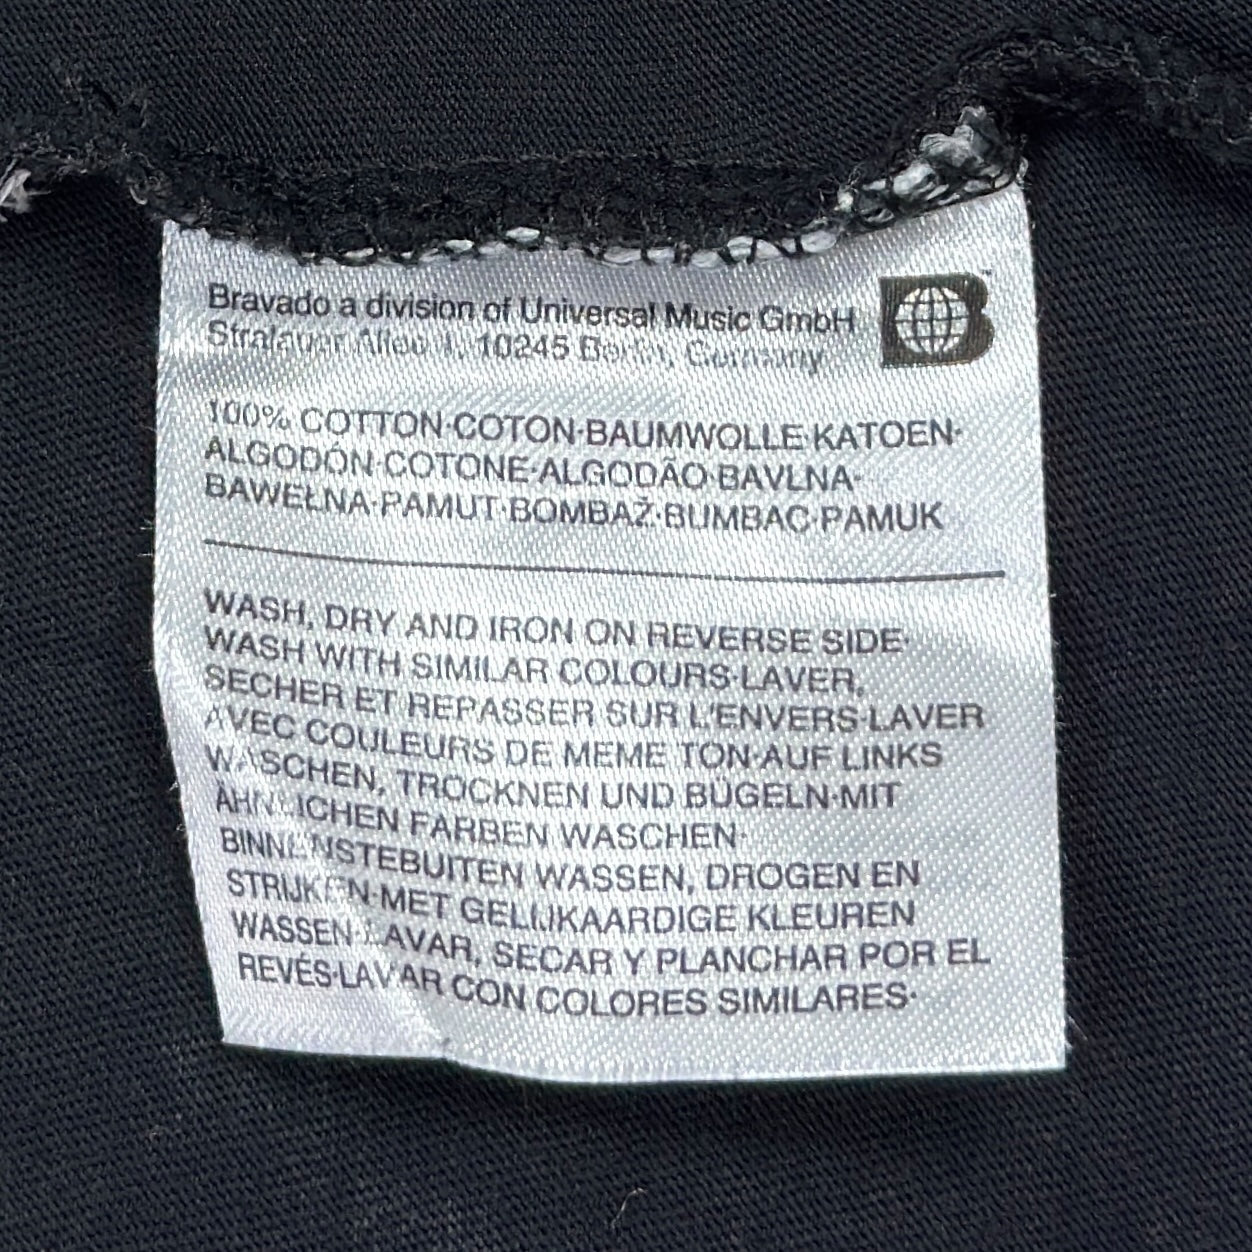 Bravado a division of Universal Music GmbH
Stralauer Allee 1, 10245 Berlin, Germany
B™
100% COTTON·COTON·BAUMWOLLE·KATOEN·
ALGODÓN·COTONE·ALGODÃO·BAVLNA·
BAWEŁNA·PAMUT·BOMBAŽ·BUMBAC·PAMUK
WASH, DRY AND IRON ON REVERSE SIDE·
WASH WITH SIMILAR COLOURS·LAVER,
SECHER ET REPASSER SUR L'ENVERS·LAVER
AVEC COULEURS DE MEME TON·AUF LINKS
WASCHEN, TROCKNEN UND BÜGELN·MIT
ÄHNLICHEN FARBEN WASCHEN·
BINNENSTEBUITEN WASSEN, DROGEN EN
STRIJKEN·MET GELIJKAARDIGE KLEUREN
WASSEN·LAVAR, SECAR Y PLANCHAR POR EL
REVÉS·LAVAR CON COLORES SIMILARES·